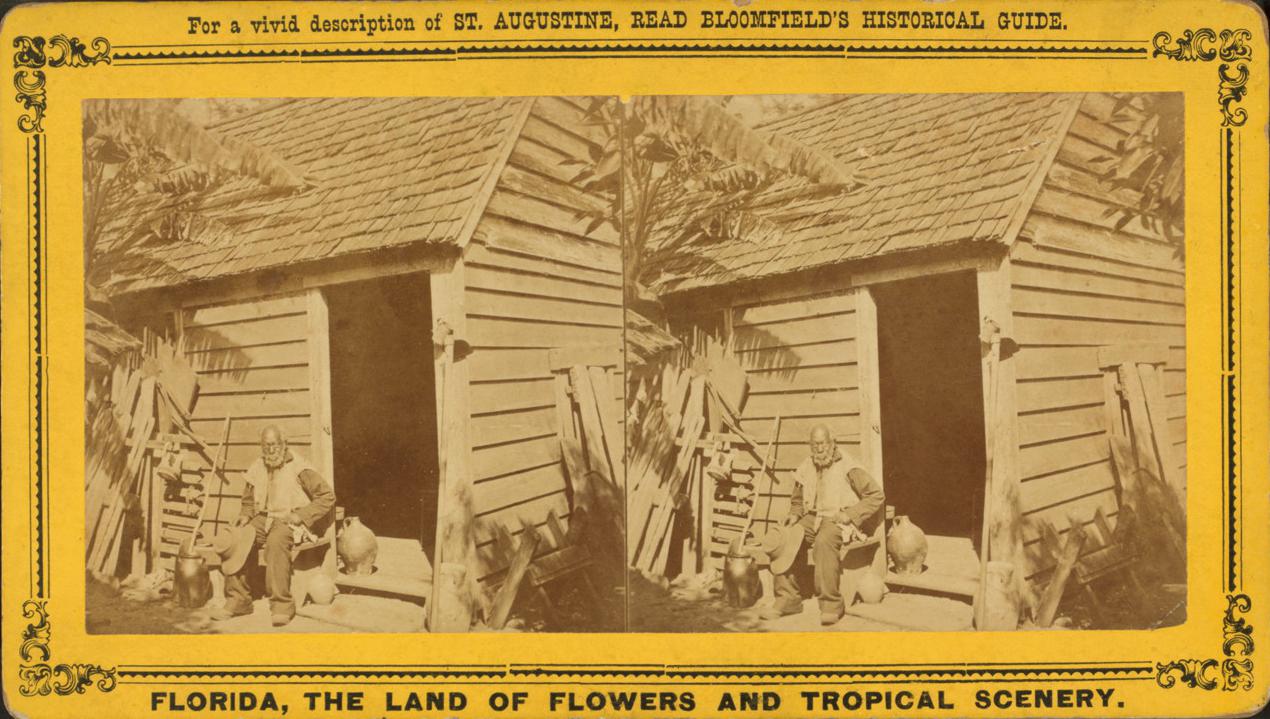 For a vivid description of ST. AUGUSTINE, READ BLOOMFIELD'S HISTORICAL GUIDE.
FLORIDA, THE LAND OF FLOWERS AND TROPICAL SCENERY.